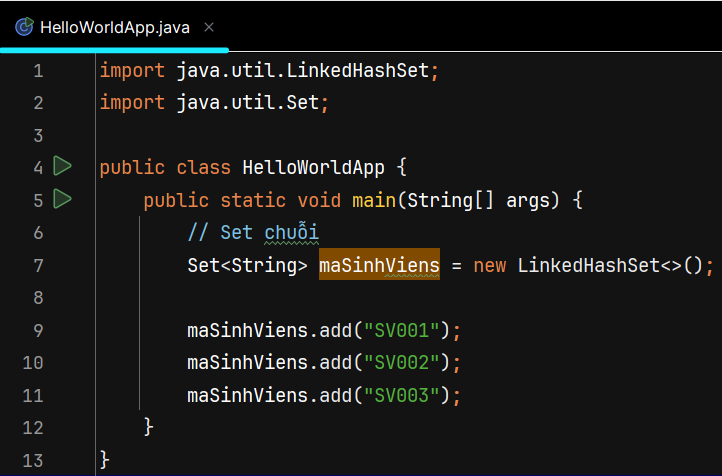 HelloWorldApp.java ×
1 import java.util.LinkedHashSet;
2 import java.util.Set;
3
4 public class HelloWorldApp {
5     public static void main(String[] args) {
6         // Set chuỗi
7         Set<String> maSinhViens = new LinkedHashSet<>();
8
9         maSinhViens.add("SV001");
10         maSinhViens.add("SV002");
11         maSinhViens.add("SV003");
12     }
13 }